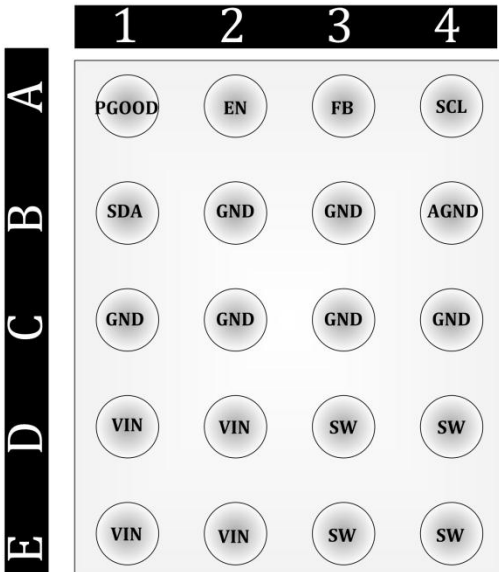 1 2 3 4
A PGOOD EN FB SCL
B SDA GND GND AGND
C GND GND GND GND
D VIN VIN SW SW
E VIN VIN SW SW